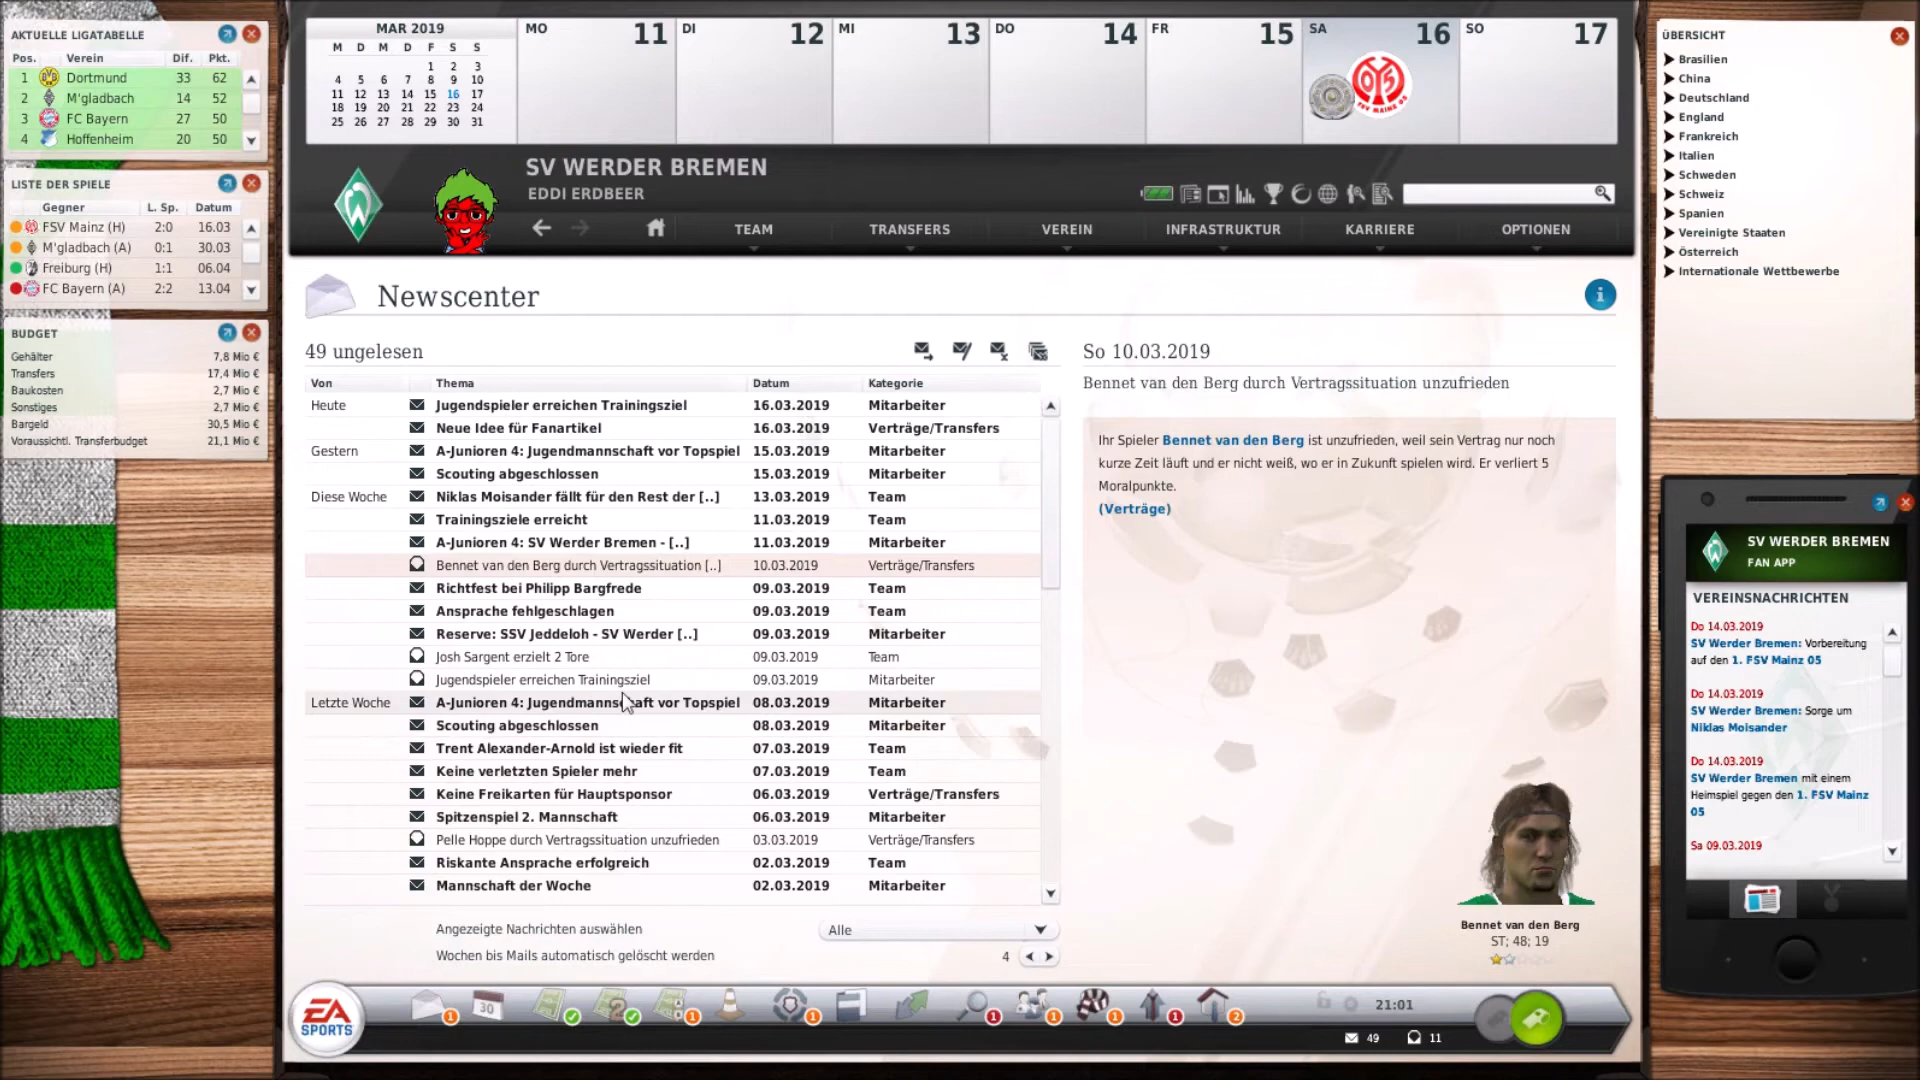 AKTUELLE LIGATABELLE
Pos. Verein Dif. Pkt.
1 Dortmund 33 62
2 M'gladbach 14 52
3 FC Bayern 27 50
4 Hoffenheim 20 50
LISTE DER SPIELE
Gegner L. Sp. Datum
FSV Mainz (H) 2:0 16.03
M'gladbach (A) 0:1 30.03
Freiburg (H) 1:1 06.04
FC Bayern (A) 2:2 13.04
BUDGET
Gehälter 7,8 Mio €
Transfers 17,4 Mio €
Baukosten 2,7 Mio €
Sonstiges 2,7 Mio €
Bargeld 30,5 Mio €
Voraussichtl. Transferbudget 21,1 Mio €
MAR 2019
M D M D F S S
1 2 3
4 5 6 7 8 9 10
11 12 13 14 15 16 17
18 19 20 21 22 23 24
25 26 27 28 29 30 31
MO 11
DI 12
MI 13
DO 14
FR 15
SA 16
SO 17
SV WERDER BREMEN
EDDI ERDBEER
TEAM TRANSFERS VEREIN INFRASTRUKTUR KARRIERE OPTIONEN
Newscenter
49 ungelesen
Von Thema Datum Kategorie
Heute Jugendspieler erreichen Trainingsziel 16.03.2019 Mitarbeiter
Neue Idee für Fanartikel 16.03.2019 Verträge/Transfers
Gestern A-Junioren 4: Jugendmannschaft vor Topspiel 15.03.2019 Mitarbeiter
Scouting abgeschlossen 15.03.2019 Mitarbeiter
Diese Woche Niklas Moisander fällt für den Rest der [..] 13.03.2019 Team
Trainingsziele erreicht 11.03.2019 Team
A-Junioren 4: SV Werder Bremen - [..] 11.03.2019 Mitarbeiter
Bennet van den Berg durch Vertragssituation [..] 10.03.2019 Verträge/Transfers
Richtfest bei Philipp Bargfrede 09.03.2019 Team
Ansprache fehlgeschlagen 09.03.2019 Team
Reserve: SSV Jeddeloh - SV Werder [..] 09.03.2019 Mitarbeiter
Josh Sargent erzielt 2 Tore 09.03.2019 Team
Jugendspieler erreichen Trainingsziel 09.03.2019 Mitarbeiter
Letzte Woche A-Junioren 4: Jugendmannschaft vor Topspiel 08.03.2019 Mitarbeiter
Scouting abgeschlossen 08.03.2019 Mitarbeiter
Trent Alexander-Arnold ist wieder fit 07.03.2019 Team
Keine verletzten Spieler mehr 07.03.2019 Team
Keine Freikarten für Hauptsponsor 06.03.2019 Verträge/Transfers
Spitzenspiel 2. Mannschaft 06.03.2019 Mitarbeiter
Pelle Hoppe durch Vertragssituation unzufrieden 03.03.2019 Verträge/Transfers
Riskante Ansprache erfolgreich 02.03.2019 Team
Mannschaft der Woche 02.03.2019 Mitarbeiter
Angezeigte Nachrichten auswählen Alle
Wochen bis Mails automatisch gelöscht werden 4
So 10.03.2019
Bennet van den Berg durch Vertragssituation unzufrieden
Ihr Spieler Bennet van den Berg ist unzufrieden, weil sein Vertrag nur noch
kurze Zeit läuft und er nicht weiß, wo er in Zukunft spielen wird. Er verliert 5
Moralpunkte.
(Verträge)
Bennet van den Berg
ST; 48; 19
EA
SPORTS
1 30 2 1 1 1 1 1 1 2
21:01
49 11
ÜBERSICHT
Brasilien
China
Deutschland
England
Frankreich
Italien
Schweden
Schweiz
Spanien
Vereinigte Staaten
Österreich
Internationale Wettbewerbe
SV WERDER BREMEN
FAN APP
VEREINSNACHRICHTEN
Do 14.03.2019
SV Werder Bremen: Vorbereitung
auf den 1. FSV Mainz 05
Do 14.03.2019
SV Werder Bremen: Sorge um
Niklas Moisander
Do 14.03.2019
SV Werder Bremen mit einem
Heimspiel gegen den 1. FSV Mainz
05
Sa 09.03.2019